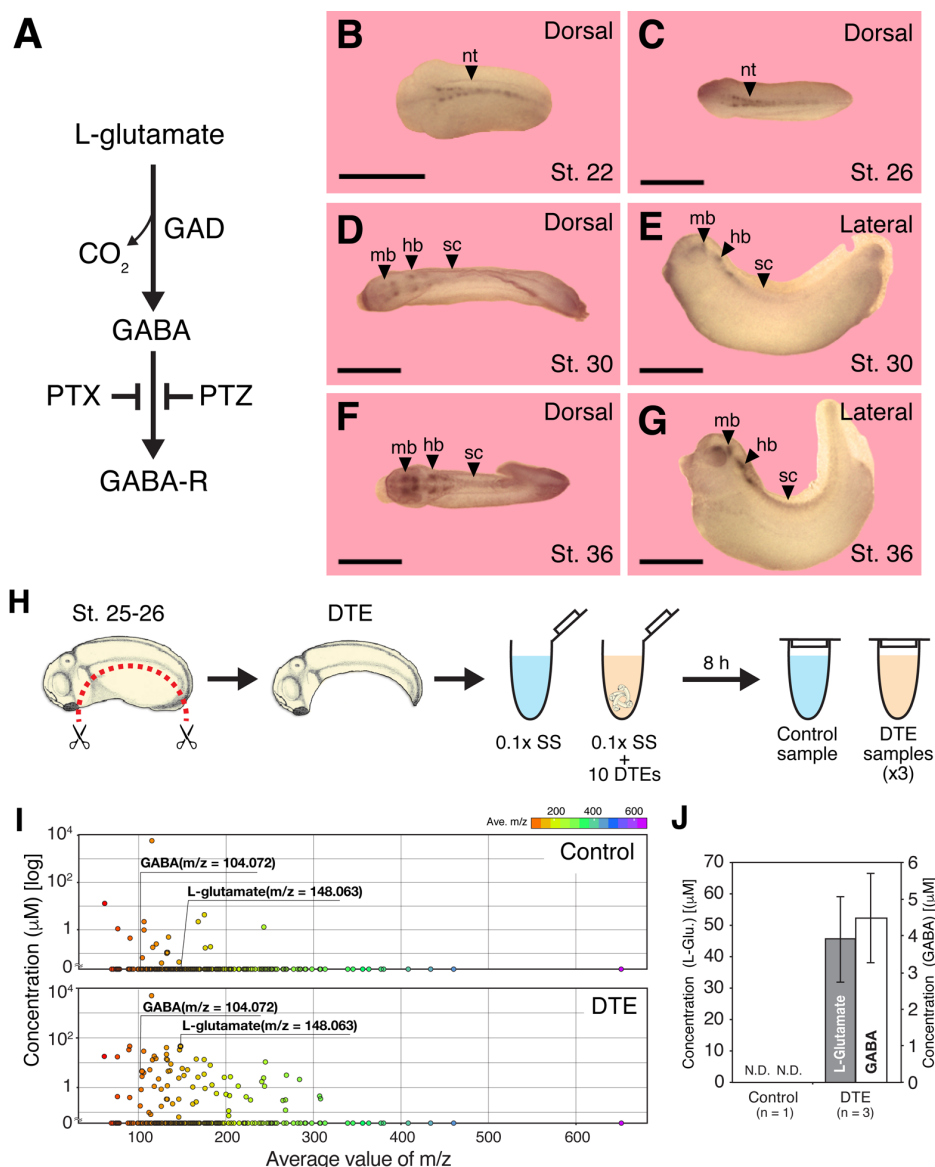 A
L-glutamate
GAD
CO2
GABA
PTX
PTZ
GABA-R
B
Dorsal
nt
St. 22
C
Dorsal
nt
St. 26
D
Dorsal
mb
hb
sc
St. 30
E
Lateral
mb
hb
sc
St. 30
F
Dorsal
mb
hb
sc
St. 36
G
Lateral
mb
hb
sc
St. 36
H
St. 25-26
DTE
0.1x SS
0.1x SS
+
10 DTEs
8 h
Control
sample
DTE
samples
(x3)
I
Ave. m/z
200
400
600
Control
GABA(m/z = 104.072)
L-glutamate(m/z = 148.063)
10^4
10^2
1
0
DTE
GABA(m/z = 104.072)
L-glutamate(m/z = 148.063)
10^4
10^2
1
0
Concentration (µM) [log]
100
200
300
400
500
600
Average value of m/z
J
Concentration (L-Glu.) [(µM]
70
60
50
40
30
20
10
0
N.D.
N.D.
L-Glutamate
GABA
6
5
4
3
2
1
0
Concentration (GABA) [(µM]
Control
(n = 1)
DTE
(n = 3)